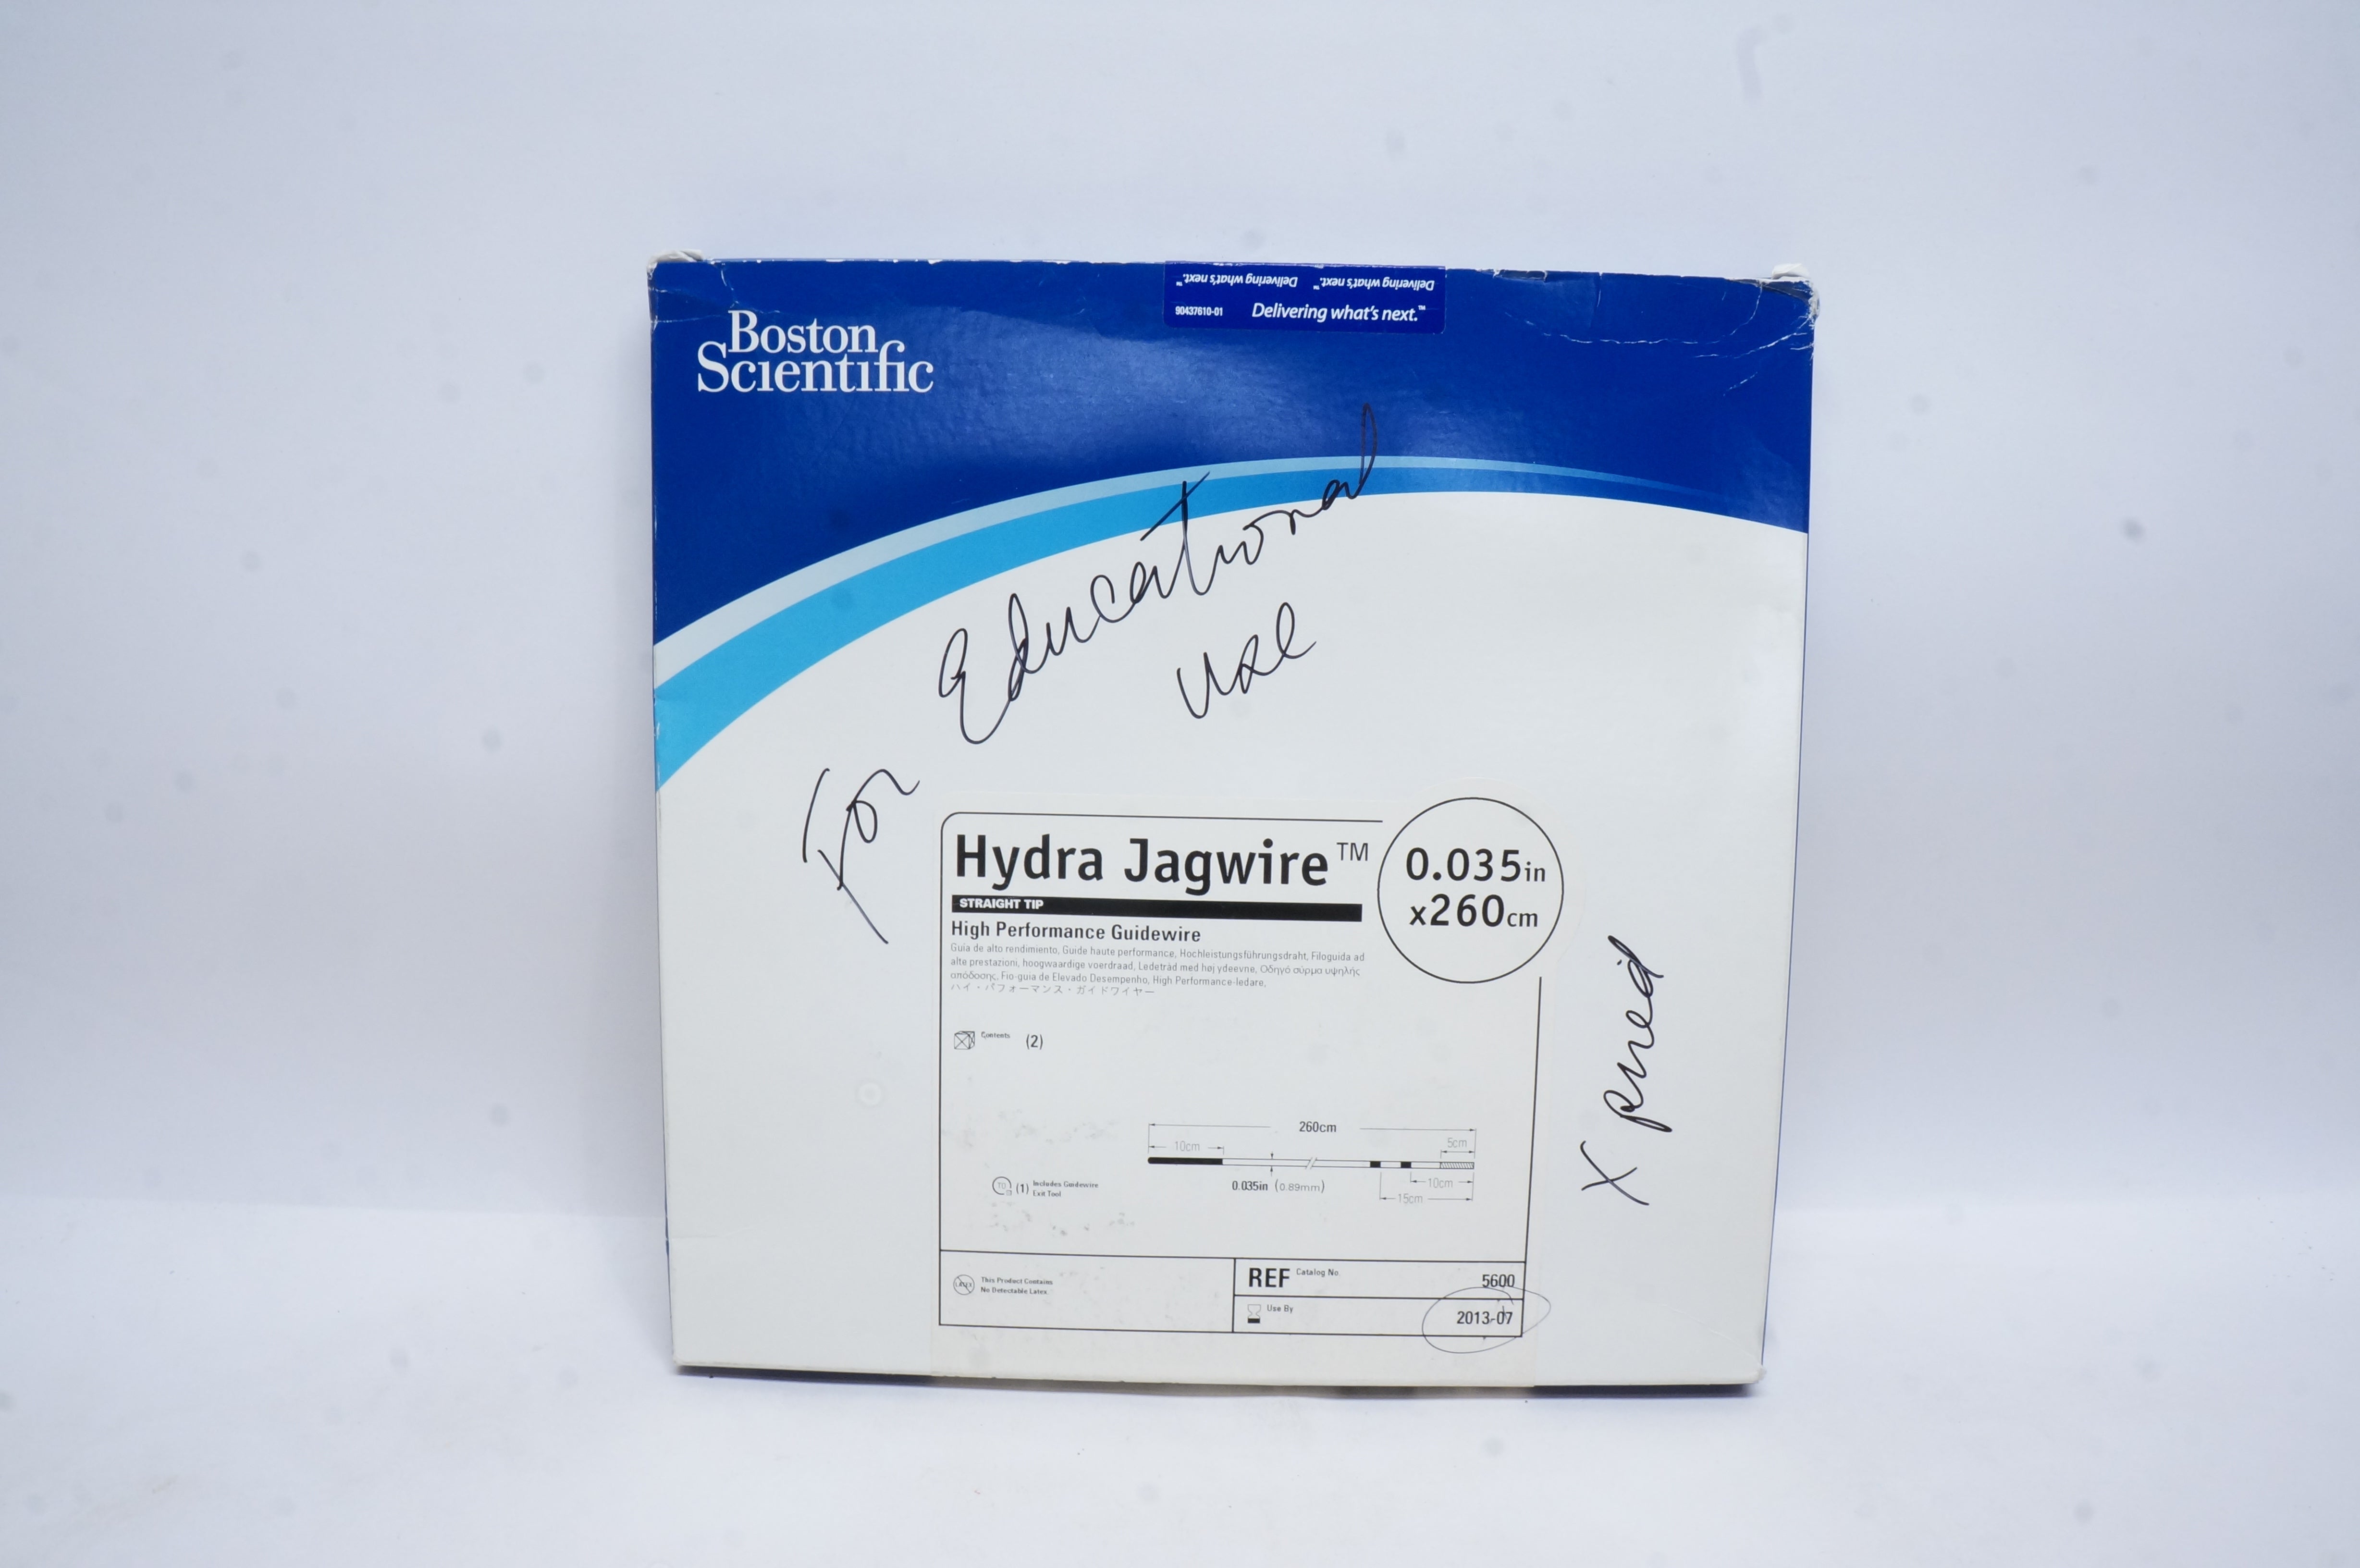 Delivering what's next.™ Delivering what's next.™
90437610-01 Delivering what's next.™
Boston
Scientific
For Educational
use
Hydra Jagwire™
0.035in
x260cm
STRAIGHT TIP
High Performance Guidewire
Guía de alto rendimiento, Guide haute performance, Hochleistungsführungsdraht, Filoguida ad
alte prestazioni, hoogwaardige voerdraad, Ledetråd med høj ydeevne, Οδηγό σύρμα υψηλής
απόδοσης, Fio-guia de Elevado Desempenho, High Performance-ledare,
ハイ・パフォーマンス・ガイドワイヤー
Contents (2)
X pired
260cm
10cm
5cm
0.035in (0.89mm)
10cm
15cm
(1) Includes Guidewire
Exit Tool
LATEX
This Product Contains
No Detectable Latex.
REF Catalog No. 5600
Use By 2013-07